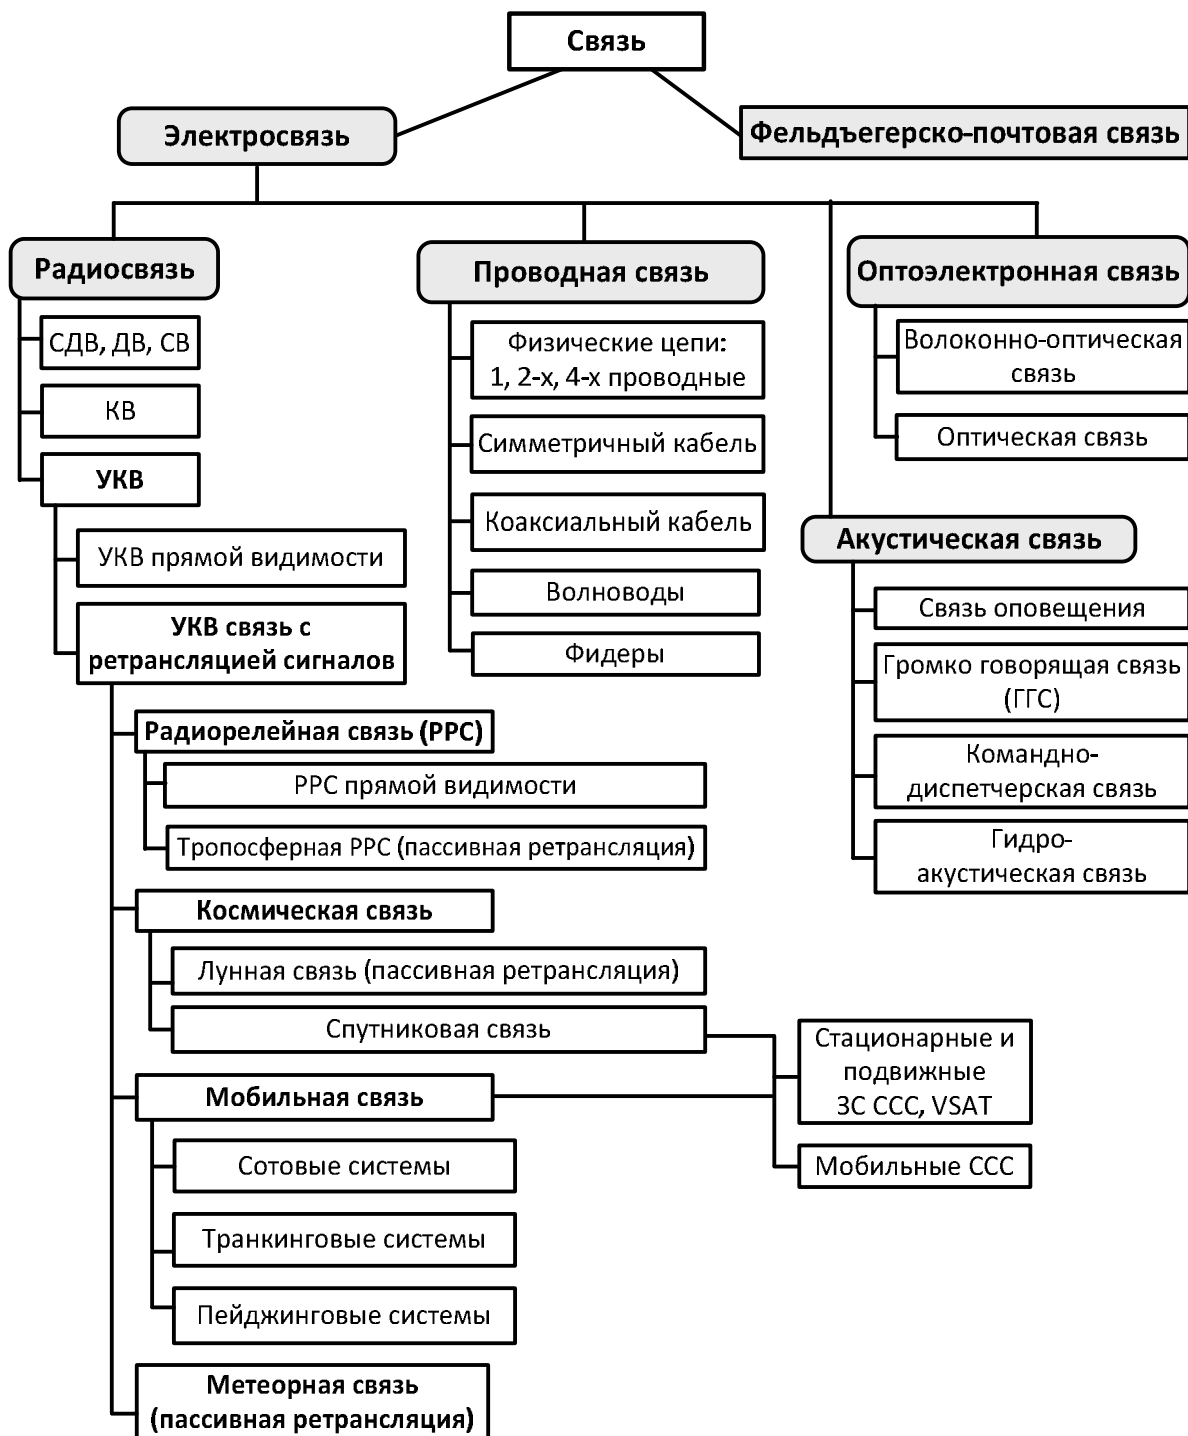 Связь
Электросвязь
Фельдъегерско-почтовая связь
Радиосвязь
СДВ, ДВ, СВ
КВ
УКВ
УКВ прямой видимости
УКВ связь с
ретрансляцией сигналов
Радиорелейная связь (РРС)
РРС прямой видимости
Тропосферная РРС (пассивная ретрансляция)
Космическая связь
Лунная связь (пассивная ретрансляция)
Спутниковая связь
Мобильная связь
Сотовые системы
Транкинговые системы
Пейджинговые системы
Метеорная связь
(пассивная ретрансляция)
Стационарные и
подвижные
ЗС ССС, VSAT
Мобильные ССС
Проводная связь
Физические цепи:
1, 2-х, 4-х проводные
Симметричный кабель
Коаксиальный кабель
Волноводы
Фидеры
Оптоэлектронная связь
Волоконно-оптическая
связь
Оптическая связь
Акустическая связь
Связь оповещения
Громко говорящая связь
(ГГС)
Командно-
диспетчерская связь
Гидро-
акустическая связь